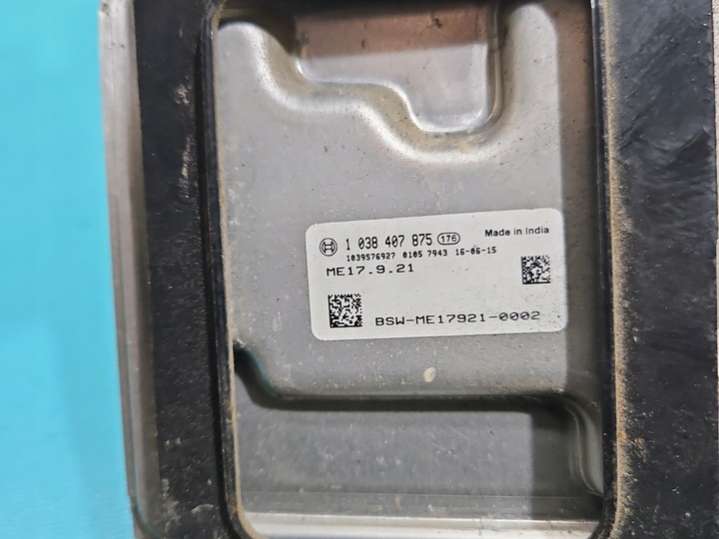 1 038 407 875 176 Made in India
1039576927 0105 7943 16-06-15
ME17.9.21
BSW-ME17921-0002